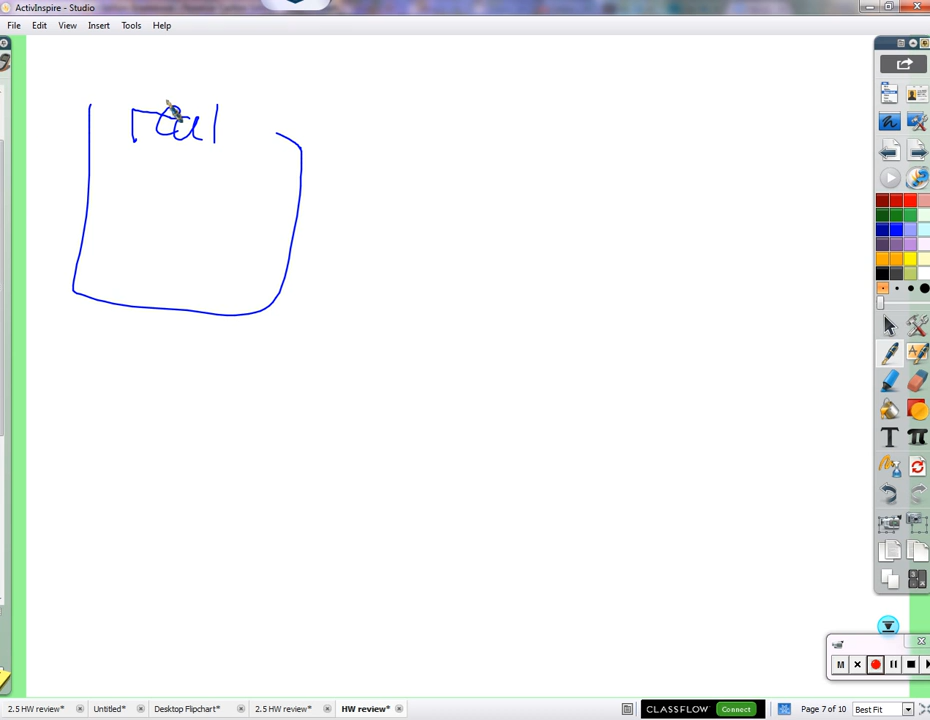 ActivInspire - Studio
File Edit View Insert Tools Help
real
M
2.5 HW review* Untitled* Desktop Flipchart* 2.5 HW review* HW review* CLASSFLOW Connect Page 7 of 10 Best Fit